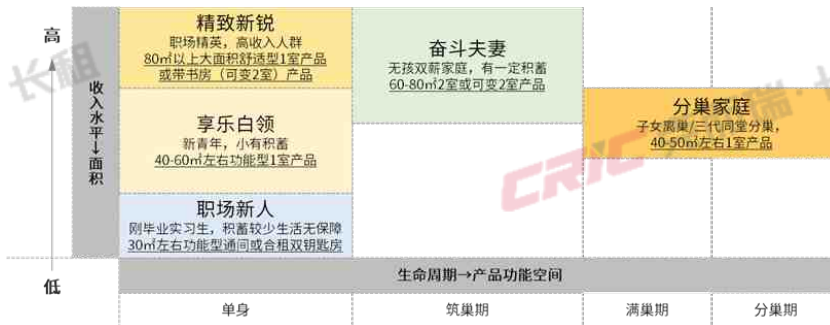 高
收入水平→面积
低
精致新锐
职场精英，高收入人群
80㎡以上大面积舒适型1室产品
或带书房（可变2室）产品
享乐白领
新青年，小有积蓄
40-60㎡左右功能型1室产品
职场新人
刚毕业实习生，积蓄较少生活无保障
30㎡左右功能型通间或合租双钥匙房
奋斗夫妻
无孩双薪家庭，有一定积蓄
60-80㎡2室或可变2室产品
分巢家庭
子女离巢/三代同堂分巢，
40-50㎡左右1室产品
生命周期→产品功能空间
单身
筑巢期
满巢期
分巢期
长租
CRIC
瑞·长